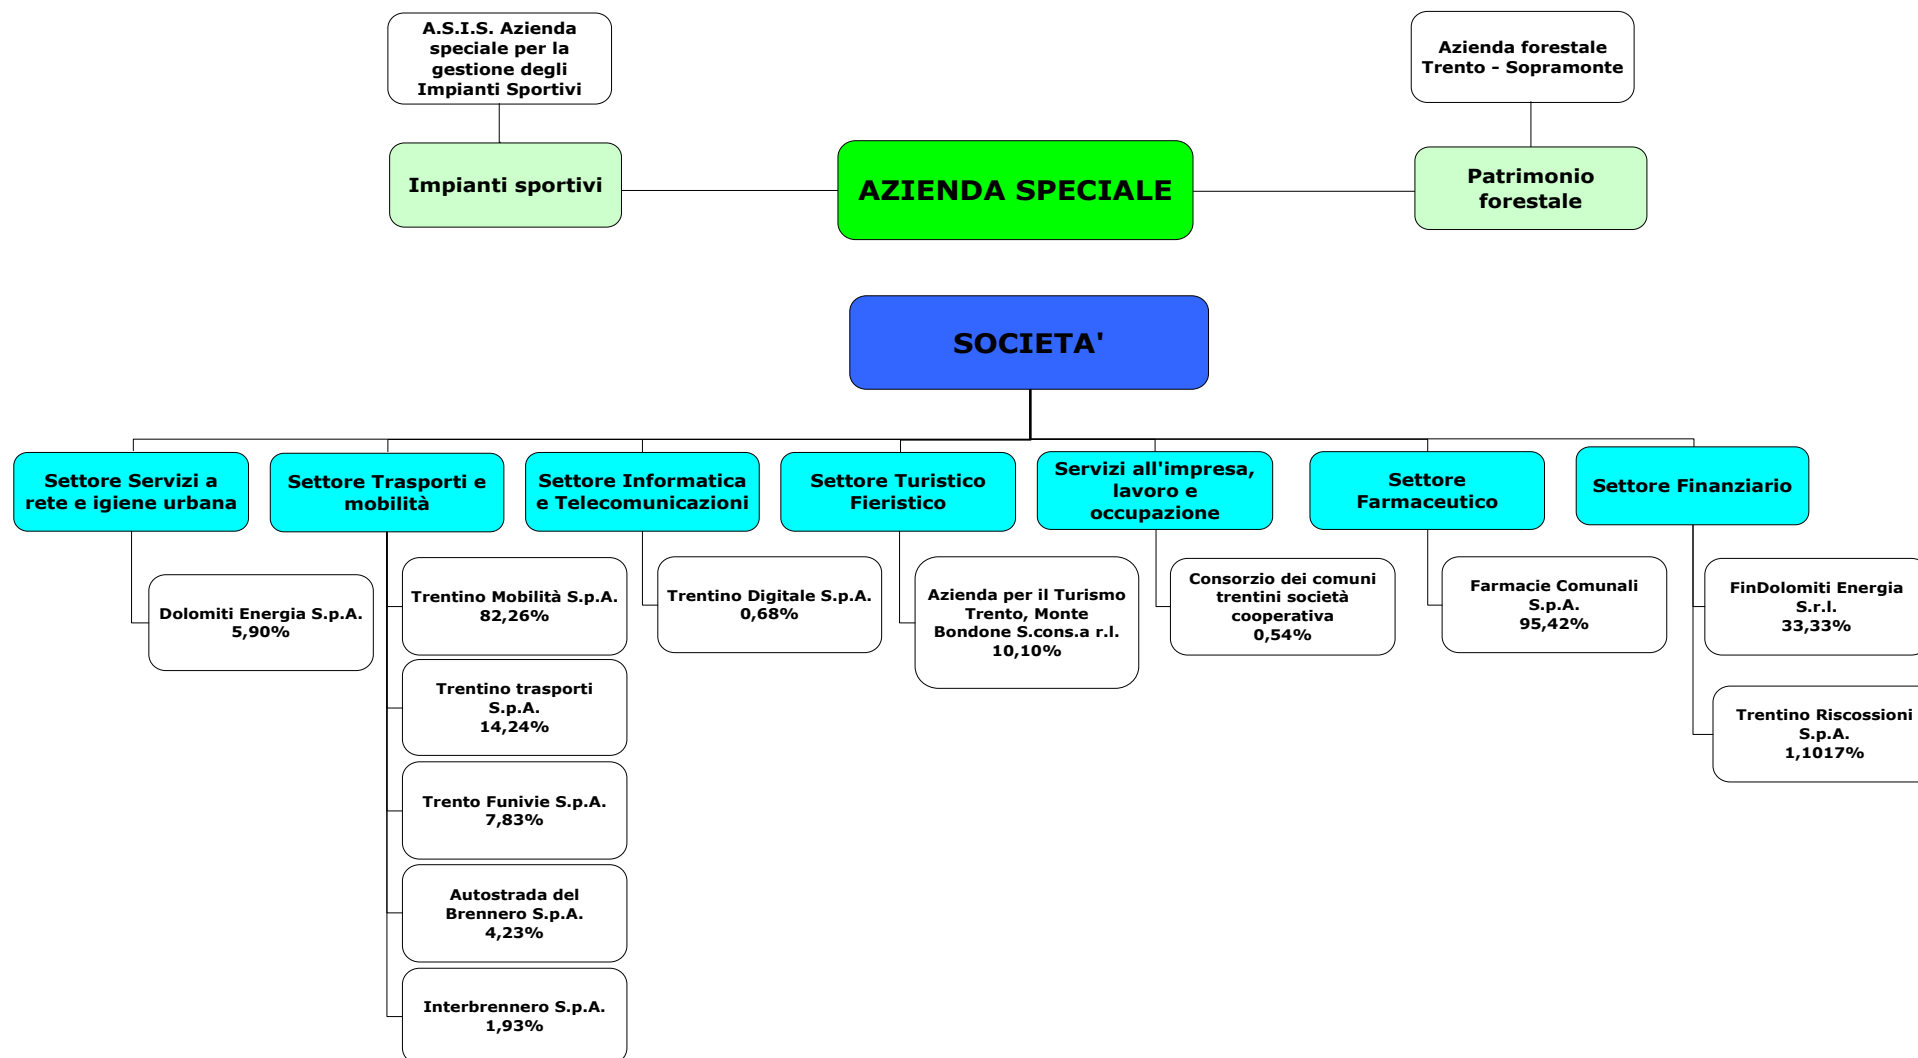 A.S.I.S. Azienda
speciale per la
gestione degli
Impianti Sportivi
Azienda forestale
Trento - Sopramonte
Impianti sportivi
AZIENDA SPECIALE
Patrimonio
forestale
SOCIETA'
Settore Servizi a
rete e igiene urbana
Settore Trasporti e
mobilità
Settore Informatica
e Telecomunicazioni
Settore Turistico
Fieristico
Servizi all'impresa,
lavoro e
occupazione
Settore
Farmaceutico
Settore Finanziario
Dolomiti Energia S.p.A.
5,90%
Trentino Mobilità S.p.A.
82,26%
Trentino Digitale S.p.A.
0,68%
Azienda per il Turismo
Trento, Monte
Bondone S.cons.a r.l.
10,10%
Consorzio dei comuni
trentini società
cooperativa
0,54%
Farmacie Comunali
S.p.A.
95,42%
FinDolomiti Energia
S.r.l.
33,33%
Trentino trasporti
S.p.A.
14,24%
Trentino Riscossioni
S.p.A.
1,1017%
Trento Funivie S.p.A.
7,83%
Autostrada del
Brennero S.p.A.
4,23%
Interbrennero S.p.A.
1,93%